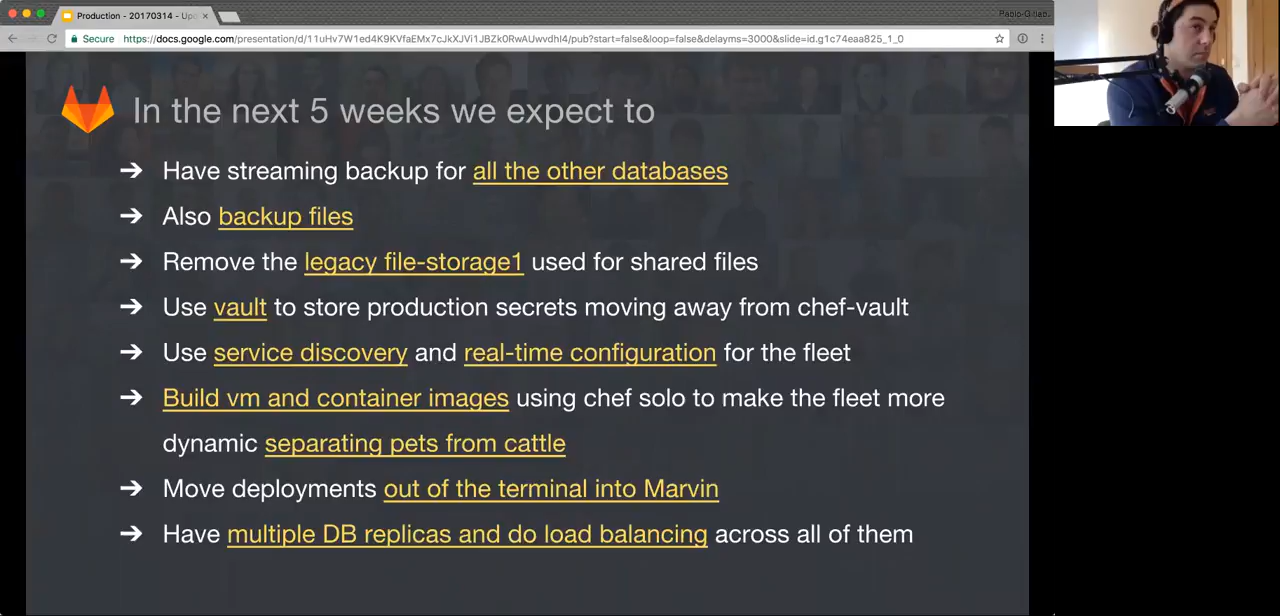 Production - 20170314 - Up
Secure https://docs.google.com/presentation/d/11uHv7W1ed4K9KVfaEMx7cJkXJVi1JBZk0RwAUwvdhI4/pub?start=false&loop=false&delayms=3000&slide=id.g1c74eaa825_1_0
In the next 5 weeks we expect to
➔ Have streaming backup for all the other databases
➔ Also backup files
➔ Remove the legacy file-storage1 used for shared files
➔ Use vault to store production secrets moving away from chef-vault
➔ Use service discovery and real-time configuration for the fleet
➔ Build vm and container images using chef solo to make the fleet more
dynamic separating pets from cattle
➔ Move deployments out of the terminal into Marvin
➔ Have multiple DB replicas and do load balancing across all of them